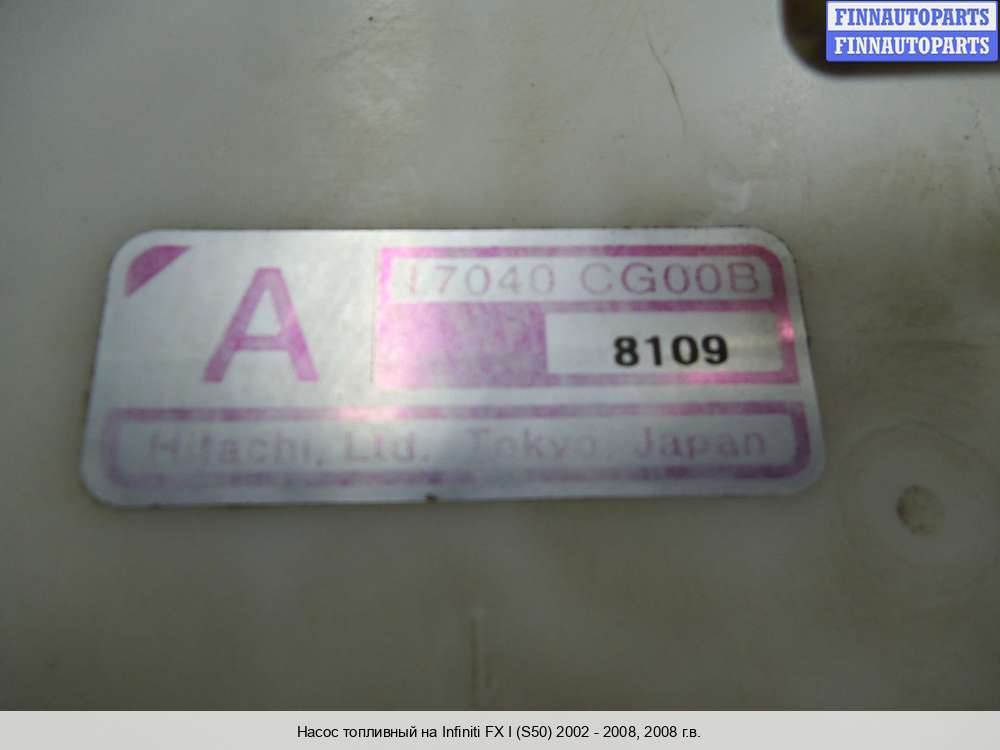 FINNAUTOPARTS
FINNAUTOPARTS
A
17040 CG00B
8109
Hitachi, Ltd. Tokyo, Japan
Насос топливный на Infiniti FX I (S50) 2002 - 2008, 2008 г.в.